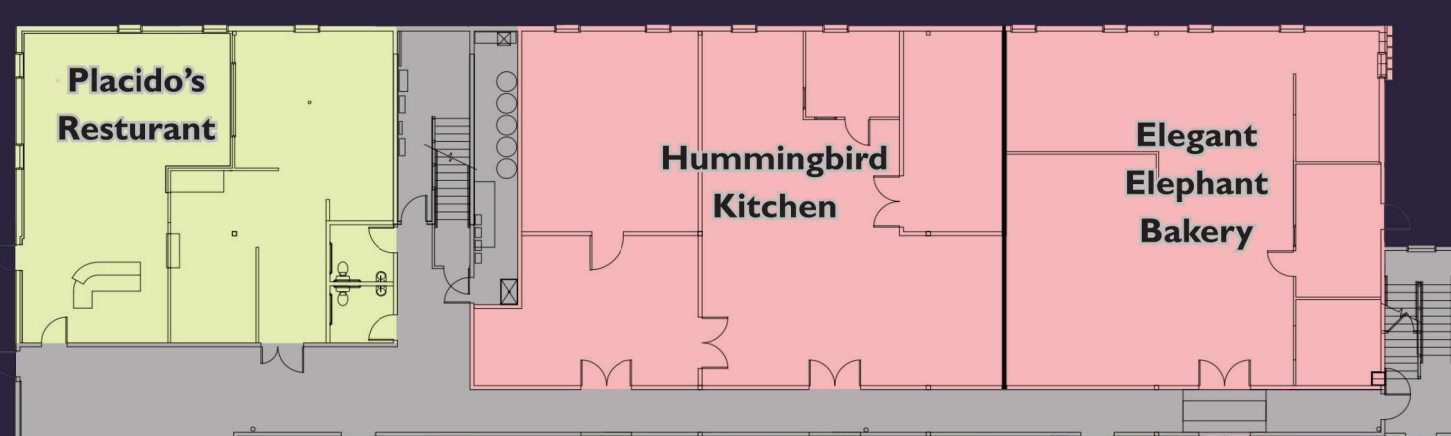 Placido's
Resturant
Hummingbird
Kitchen
Elegant
Elephant
Bakery